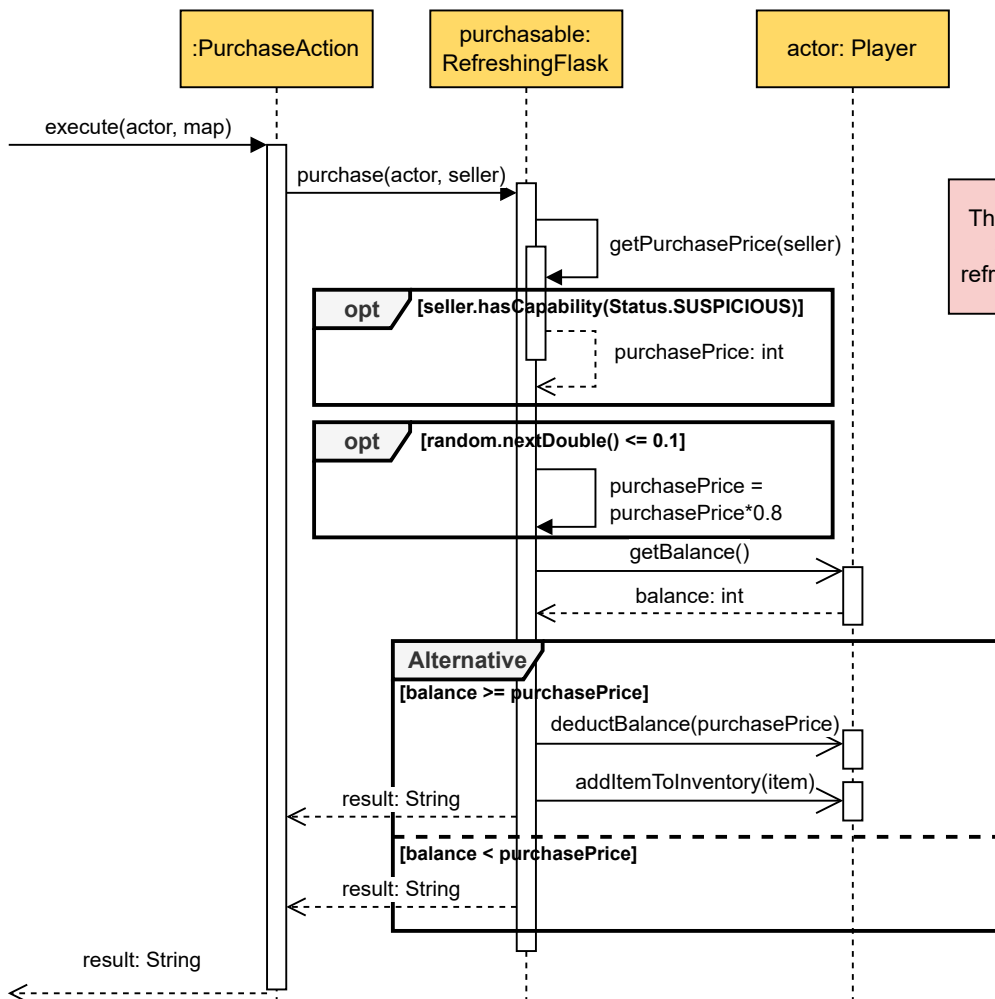 :PurchaseAction
purchasable:
RefreshingFlask
actor: Player
execute(actor, map)
purchase(actor, seller)
getPurchasePrice(seller)
Th
refr
opt
[seller.hasCapability(Status.SUSPICIOUS)]
purchasePrice: int
opt
[random.nextDouble() <= 0.1]
purchasePrice =
purchasePrice*0.8
getBalance()
balance: int
Alternative
[balance >= purchasePrice]
deductBalance(purchasePrice)
addItemToInventory(item)
result: String
[balance < purchasePrice]
result: String
result: String